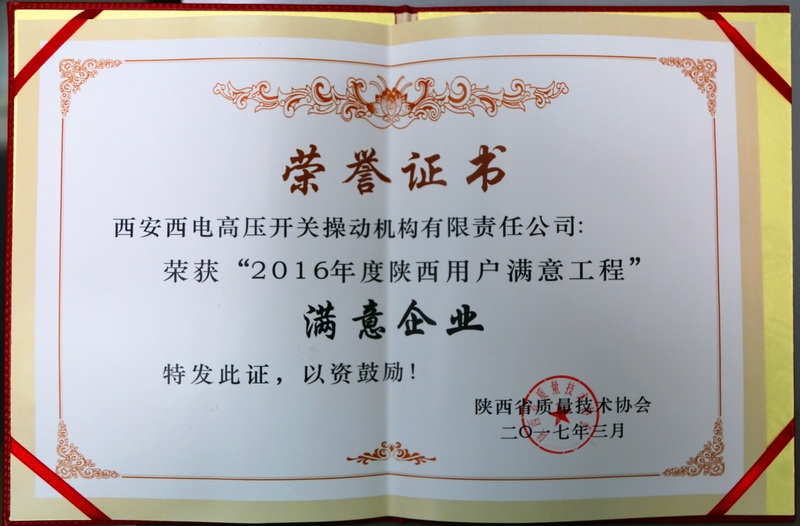 荣誉证书
西安西电高压开关操动机构有限责任公司:
荣获“2016年度陕西用户满意工程”
满意企业
特发此证，以资鼓励！
陕西省质量技术协会
二〇一七年三月